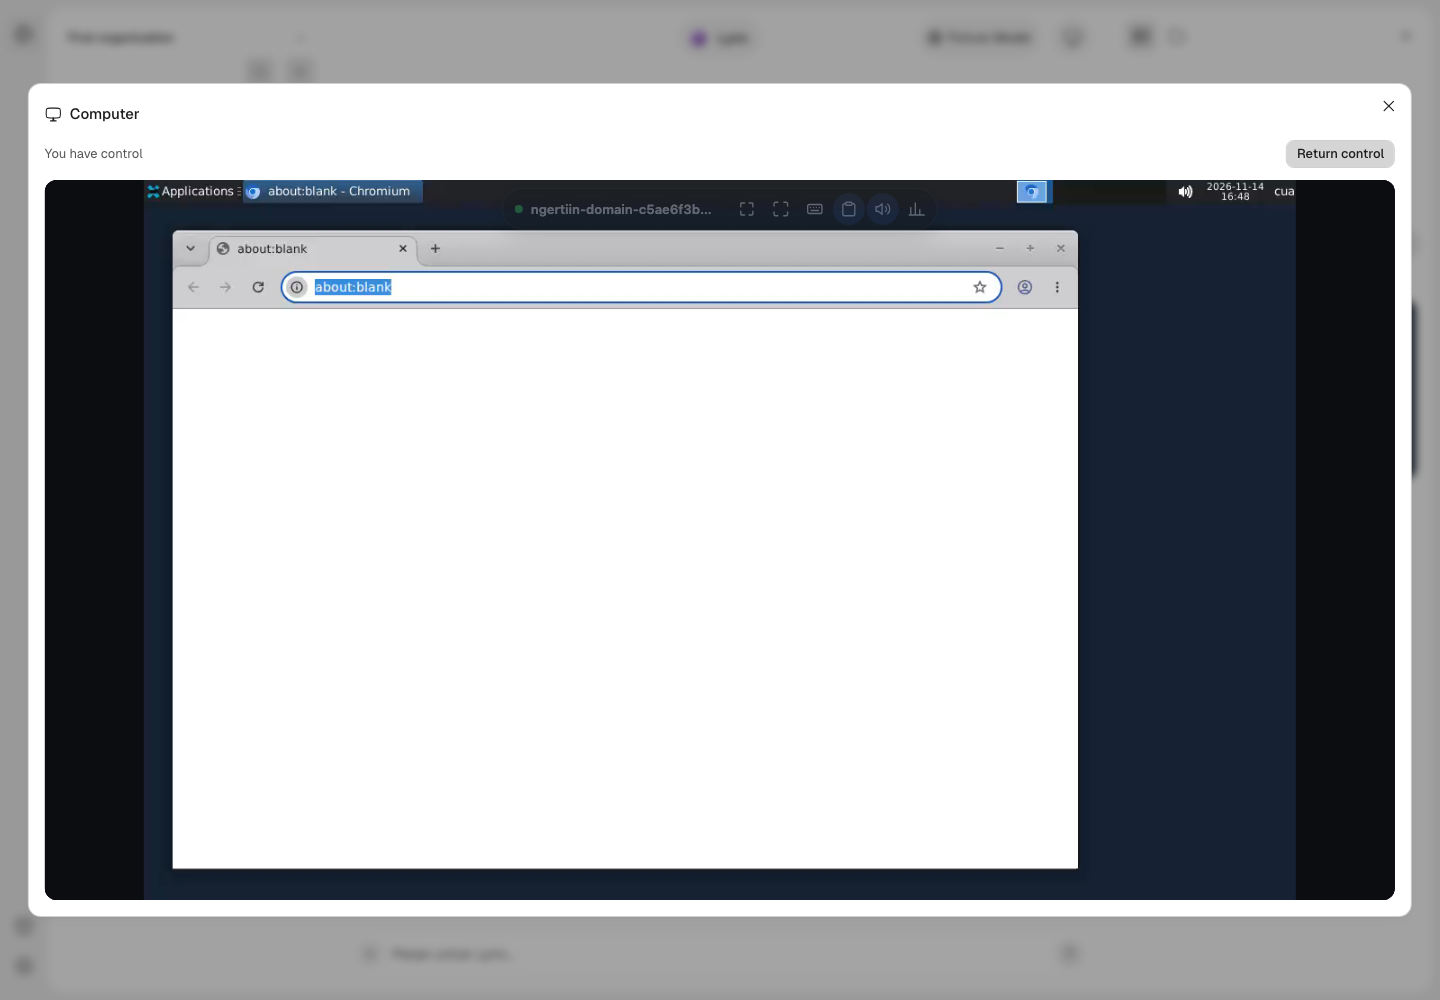 Computer
You have control
Return control
Applications
about:blank - Chromium
2026-11-14
16:48
cua
ngertiin-domain-c5ae6f3b...
about:blank
about:blank